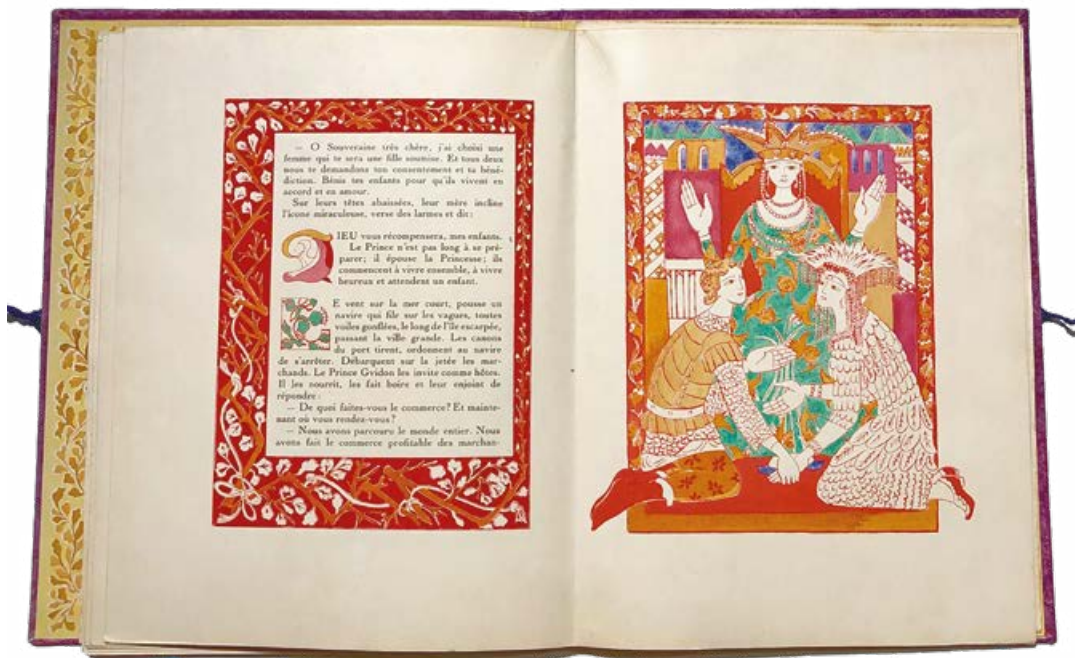 — O Souveraine très chère, j'ai choisi une
femme qui te sera une fille soumise. Et tous deux
nous te demandons ton consentement et ta béné-
diction. Bénis tes enfants pour qu'ils vivent en
accord et en amour.
Sur leurs têtes abaissées, leur mère incline
l'icone miraculeuse, verse des larmes et dit :
DIEU vous récompensera, mes enfants.
Le Prince n'est pas long à se pré-
parer; il épouse la Princesse; ils
commencent à vivre ensemble, à vivre
heureux et attendent un enfant.
LE vent sur la mer court, pousse un
navire qui file sur les vagues, toutes
voiles gonflées, le long de l'île escarpée,
passant la ville grande. Les canons
du port tirent, ordonnent au navire
de s'arrêter. Débarquent sur la jetée les mar-
chands. Le Prince Gvidon les invite comme hôtes.
Il les nourrit, les fait boire et leur enjoint de
répondre :
— De quoi faites-vous le commerce? Et mainte-
nant où vous rendez-vous?
— Nous avons parcouru le monde entier. Nous
avons fait le commerce profitable des marchan-